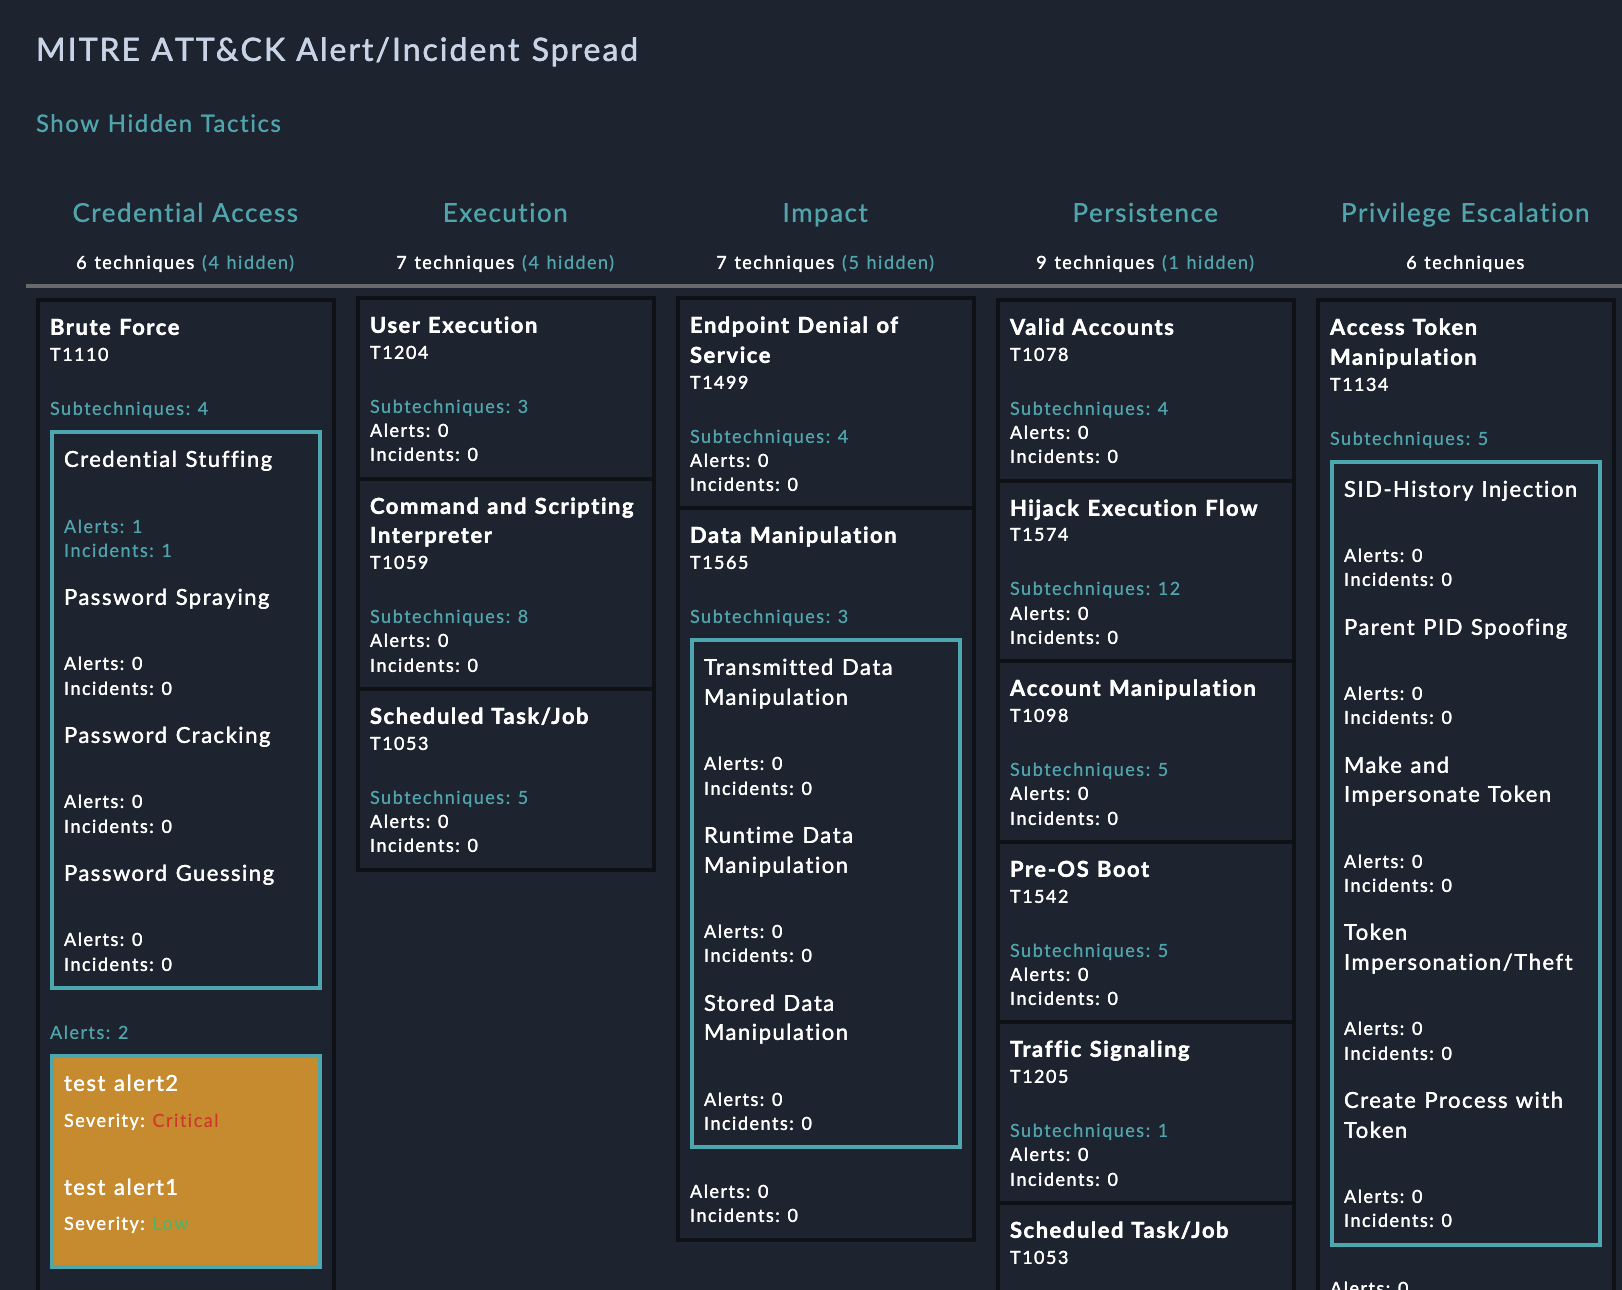 MITRE ATT&CK Alert/Incident Spread
Show Hidden Tactics
Credential Access
6 techniques (4 hidden)
Brute Force
T1110
Subtechniques: 4
Credential Stuffing
Alerts: 1
Incidents: 1
Password Spraying
Alerts: 0
Incidents: 0
Password Cracking
Alerts: 0
Incidents: 0
Password Guessing
Alerts: 0
Incidents: 0
Alerts: 2
test alert2
Severity: Critical
test alert1
Severity: Low
Execution
7 techniques (4 hidden)
User Execution
T1204
Subtechniques: 3
Alerts: 0
Incidents: 0
Command and Scripting
Interpreter
T1059
Subtechniques: 8
Alerts: 0
Incidents: 0
Scheduled Task/Job
T1053
Subtechniques: 5
Alerts: 0
Incidents: 0
Impact
7 techniques (5 hidden)
Endpoint Denial of
Service
T1499
Subtechniques: 4
Alerts: 0
Incidents: 0
Data Manipulation
T1565
Subtechniques: 3
Transmitted Data
Manipulation
Alerts: 0
Incidents: 0
Runtime Data
Manipulation
Alerts: 0
Incidents: 0
Stored Data
Manipulation
Alerts: 0
Incidents: 0
Alerts: 0
Incidents: 0
Persistence
9 techniques (1 hidden)
Valid Accounts
T1078
Subtechniques: 4
Alerts: 0
Incidents: 0
Hijack Execution Flow
T1574
Subtechniques: 12
Alerts: 0
Incidents: 0
Account Manipulation
T1098
Subtechniques: 5
Alerts: 0
Incidents: 0
Pre-OS Boot
T1542
Subtechniques: 5
Alerts: 0
Incidents: 0
Traffic Signaling
T1205
Subtechniques: 1
Alerts: 0
Incidents: 0
Scheduled Task/Job
T1053
Privilege Escalation
6 techniques
Access Token
Manipulation
T1134
Subtechniques: 5
SID-History Injection
Alerts: 0
Incidents: 0
Parent PID Spoofing
Alerts: 0
Incidents: 0
Make and
Impersonate Token
Alerts: 0
Incidents: 0
Token
Impersonation/Theft
Alerts: 0
Incidents: 0
Create Process with
Token
Alerts: 0
Incidents: 0
Alerts: 0